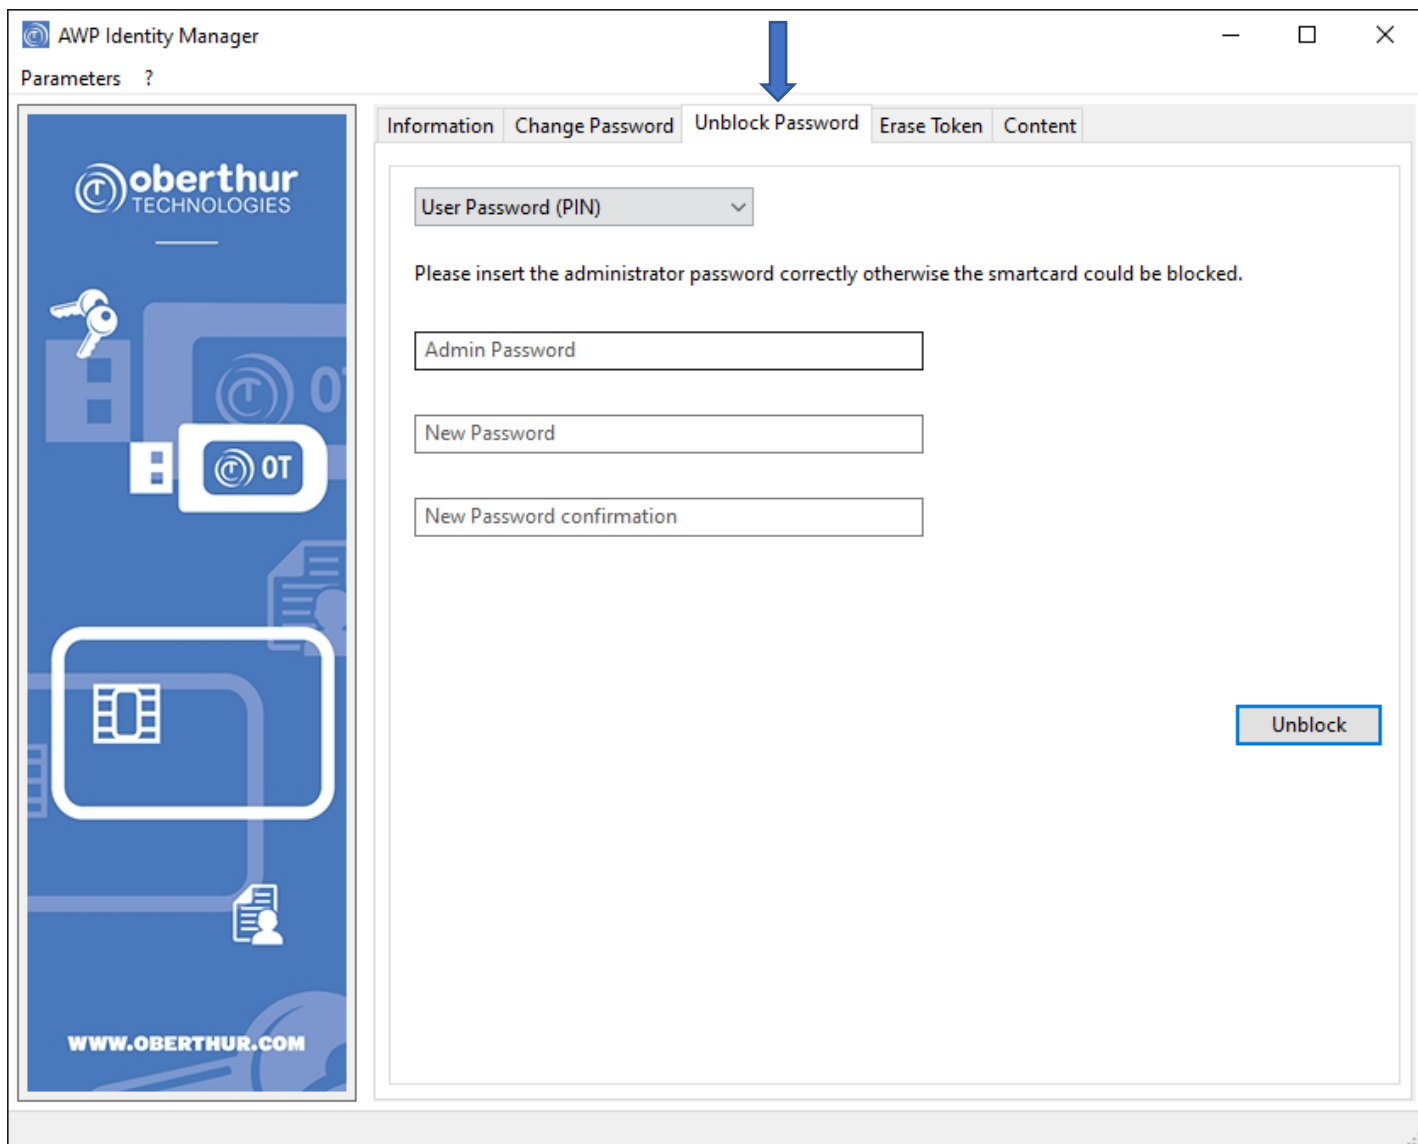 AWP Identity Manager
Parameters ?
oberthur
TECHNOLOGIES
OT
OT
WWW.OBERTHUR.COM
Information Change Password Unblock Password Erase Token Content
User Password (PIN)
Please insert the administrator password correctly otherwise the smartcard could be blocked.
Admin Password
New Password
New Password confirmation
Unblock